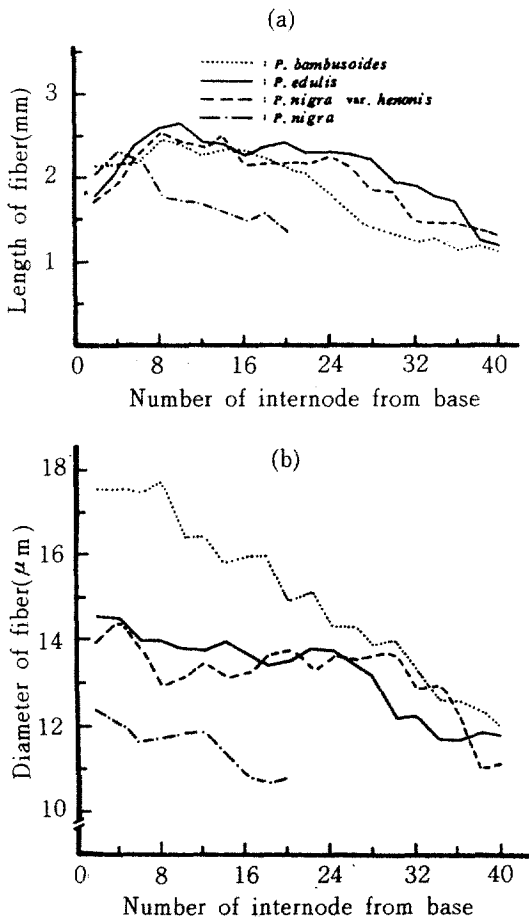 (a)
: P. bambusoides
: P. edulis
: P. nigra var. henonis
: P. nigra
3
2
1
Length of fiber(mm)
0 8 16 24 32 40
Number of internode from base
(b)
18
16
14
12
10
Diameter of fiber(μm)
0 8 16 24 32 40
Number of internode from base